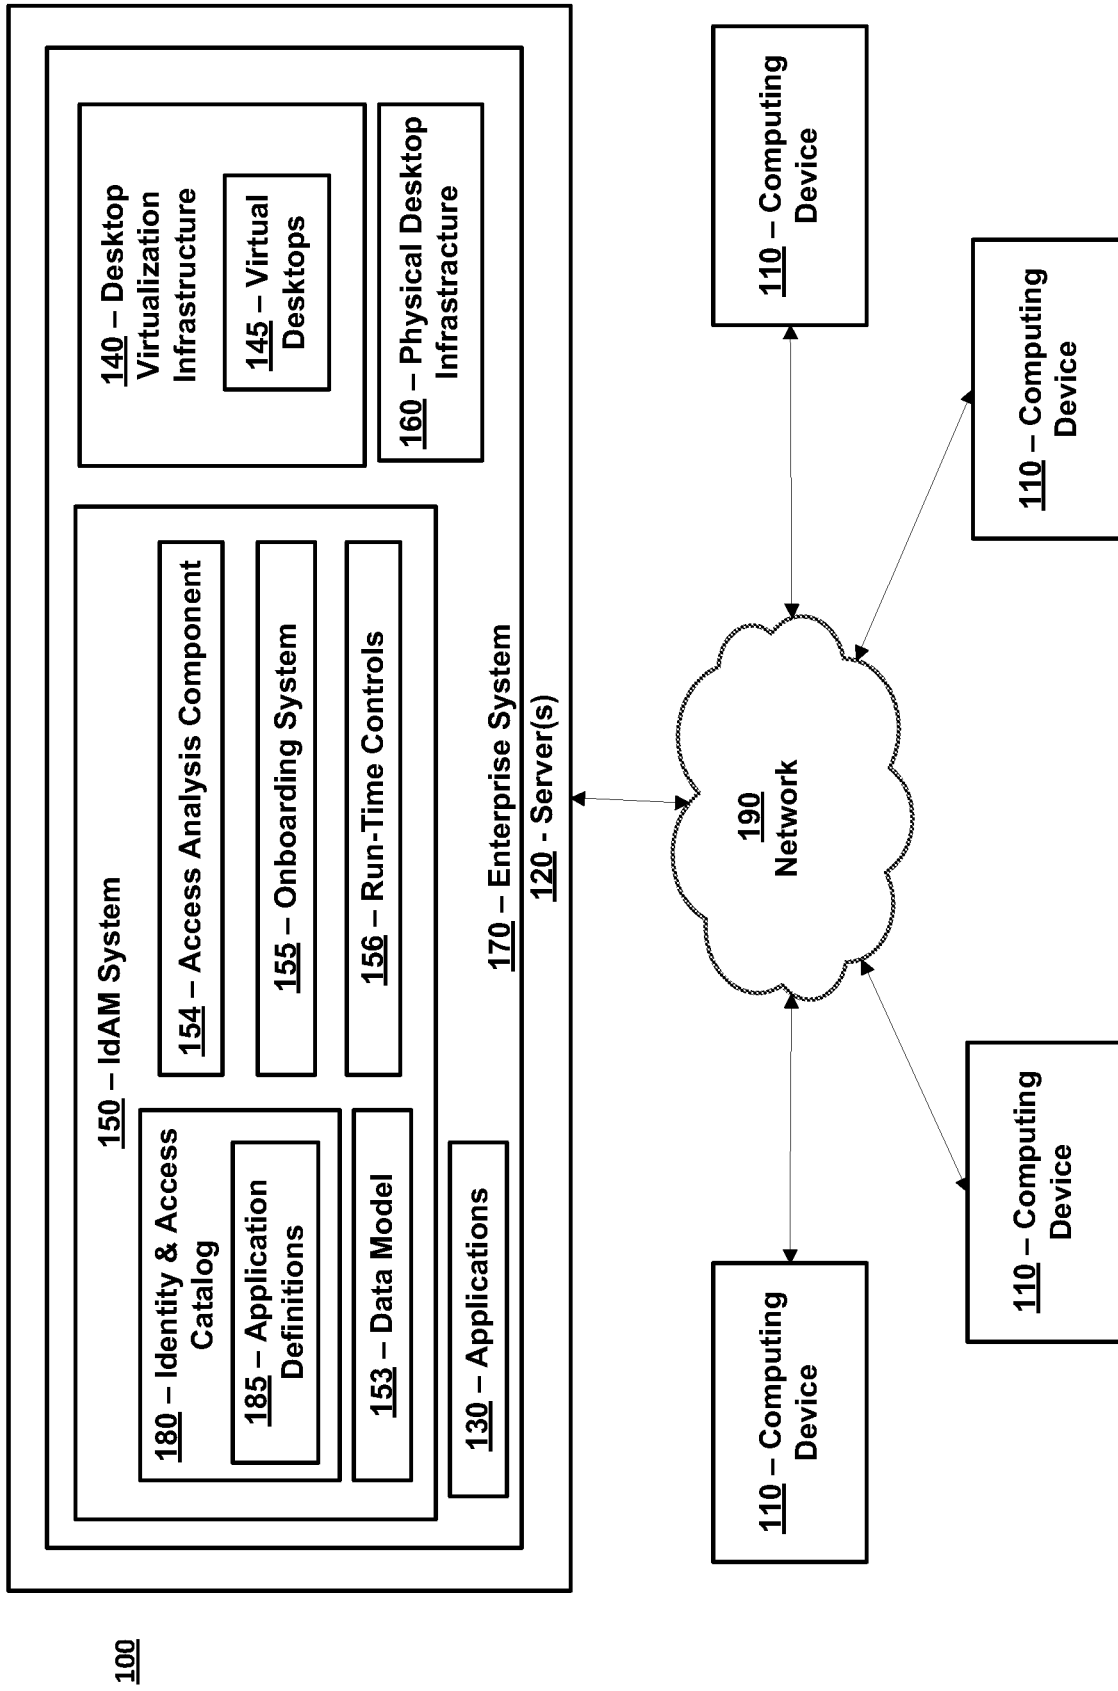 100
150 – IdAM System
180 – Identity & Access
Catalog
185 – Application
Definitions
153 – Data Model
154 – Access Analysis Component
155 – Onboarding System
156 – Run-Time Controls
130 – Applications
140 – Desktop
Virtualization
Infrastructure
145 – Virtual
Desktops
160 – Physical Desktop
Infrastracture
170 – Enterprise System
120 - Server(s)
190
Network
110 – Computing
Device
110 – Computing
Device
110 – Computing
Device
110 – Computing
Device